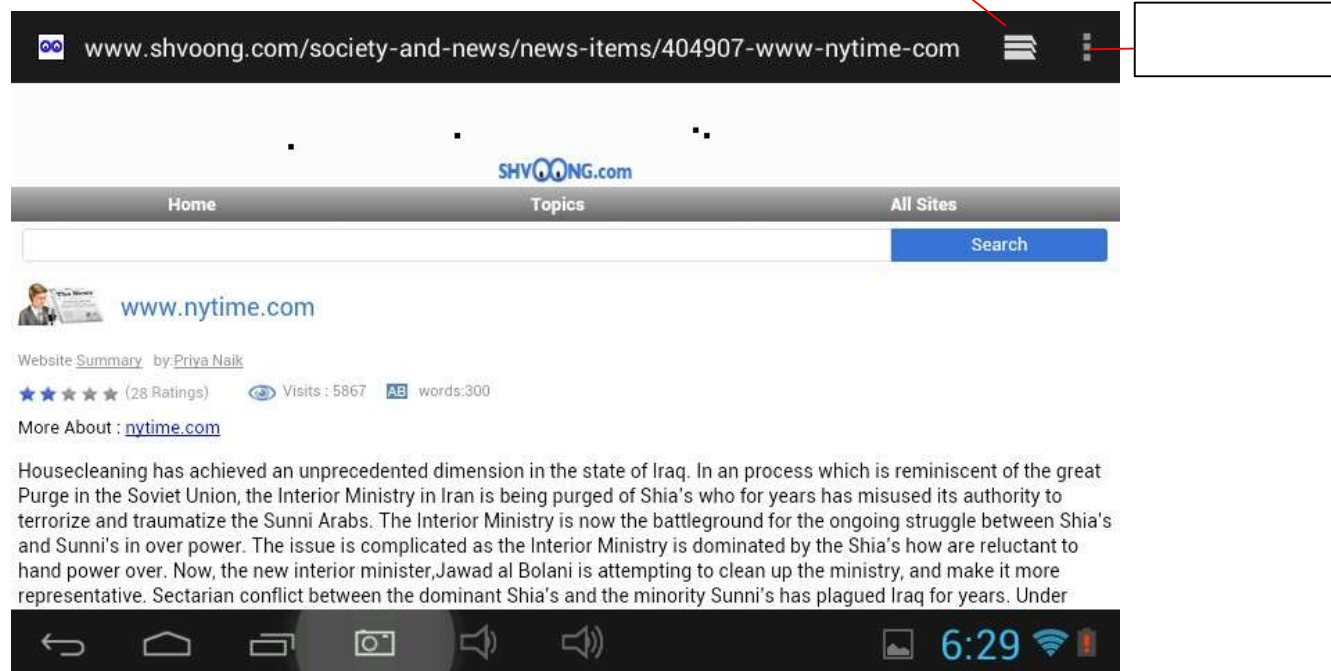 www.shvoong.com/society-and-news/news-items/404907-www-nytime-com
SHVOONG.com
Home Topics All Sites
Search
The News
www.nytime.com
Website Summary by:Priya Naik
(28 Ratings) Visits : 5867 AB words:300
More About : nytime.com
Housecleaning has achieved an unprecedented dimension in the state of Iraq. In an process which is reminiscent of the great
Purge in the Soviet Union, the Interior Ministry in Iran is being purged of Shia's who for years has misused its authority to
terrorize and traumatize the Sunni Arabs. The Interior Ministry is now the battleground for the ongoing struggle between Shia's
and Sunni's in over power. The issue is complicated as the Interior Ministry is dominated by the Shia's how are reluctant to
hand power over. Now, the new interior minister,Jawad al Bolani is attempting to clean up the ministry, and make it more
representative. Sectarian conflict between the dominant Shia's and the minority Sunni's has plagued Iraq for years. Under
6:29